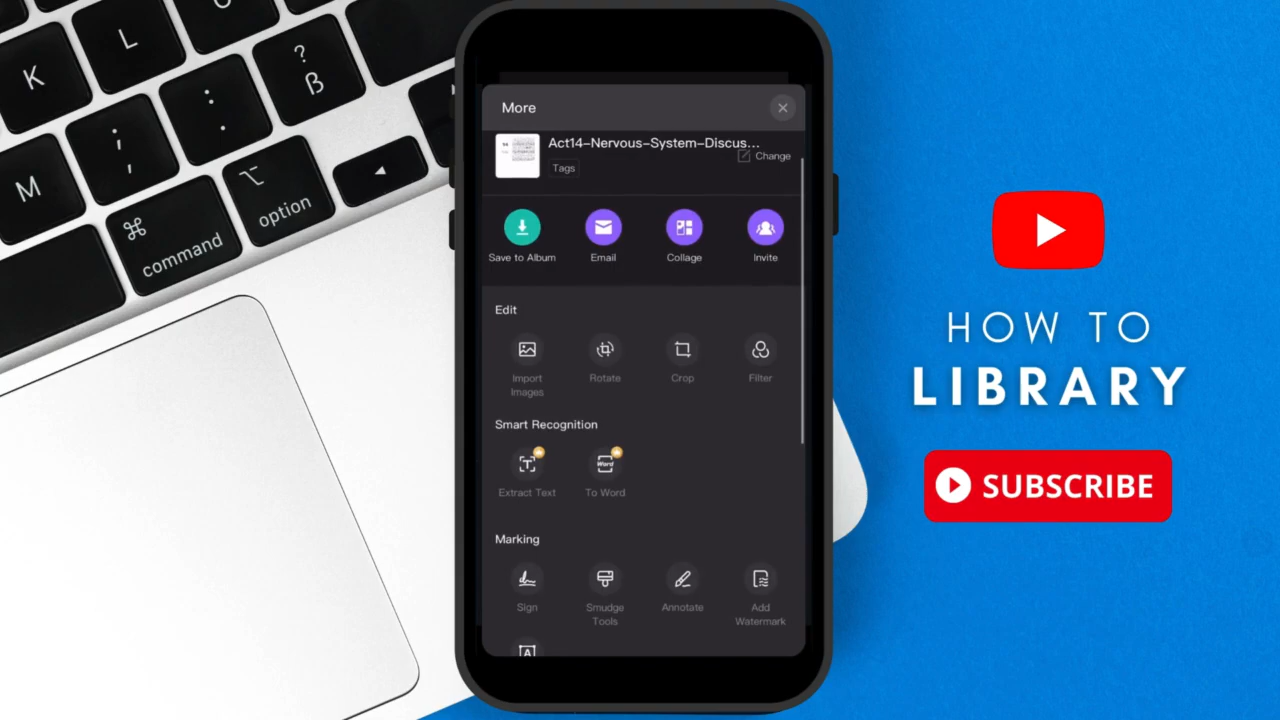 L
K
?
ß
:
.
;
,
M
⌘
command
⌥
option
More
Act14-Nervous-System-Discus...
Change
Tags
Save to Album
Email
Collage
Invite
Edit
Import
Images
Rotate
Crop
Filter
Smart Recognition
Word
Extract Text
To Word
Marking
Sign
Smudge
Tools
Annotate
Add
Watermark
A
HOW TO
LIBRARY
SUBSCRIBE